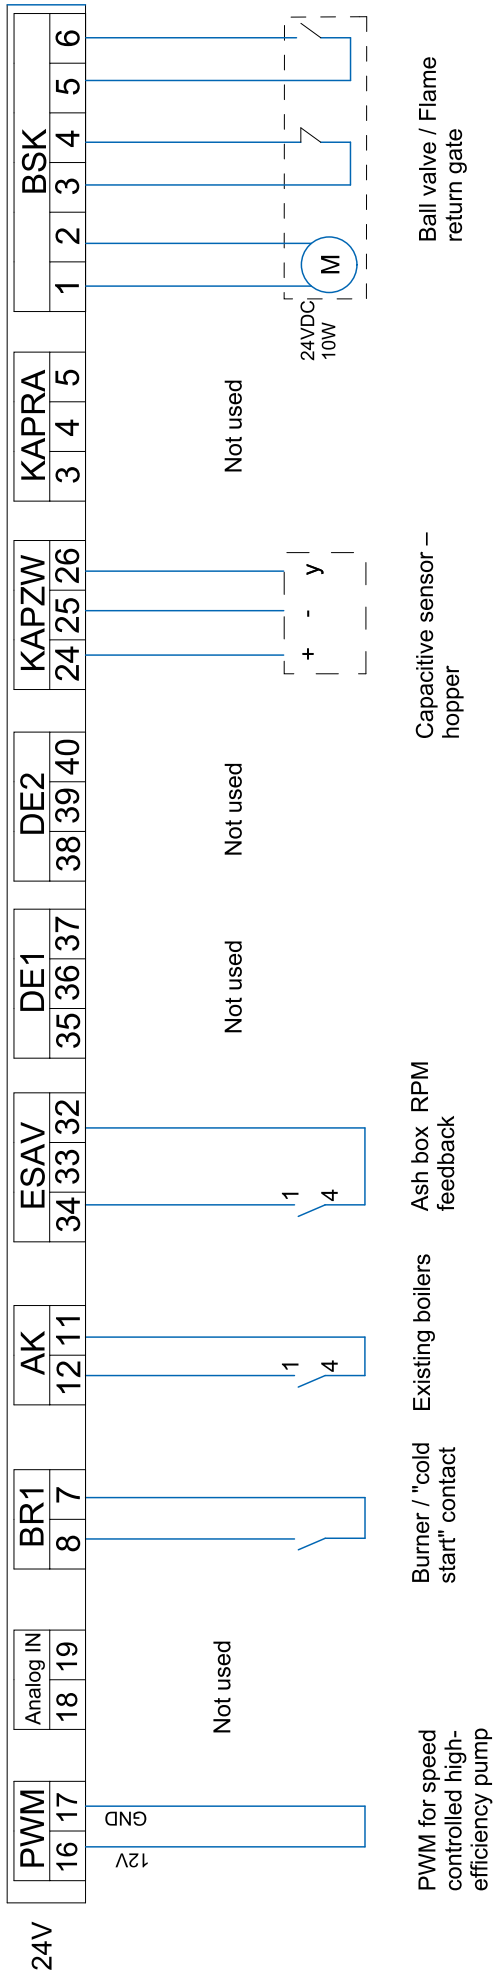 24V
PWM
16 17
12V
GND
PWM for speed
controlled high-
efficiency pump
Analog IN
18 19
Not used
BR1
8 7
Burner / "cold
start" contact
AK
12 11
1
4
Existing boilers
ESAV
34 33 32
1
4
Ash box RPM
feedback
DE1
35 36 37
Not used
DE2
38 39 40
Not used
KAPZW
24 25 26
+ - y
Capacitive sensor –
hopper
KAPRA
3 4 5
Not used
BSK
1 2 3 4 5 6
M
24VDC
10W
Ball valve / Flame
return gate